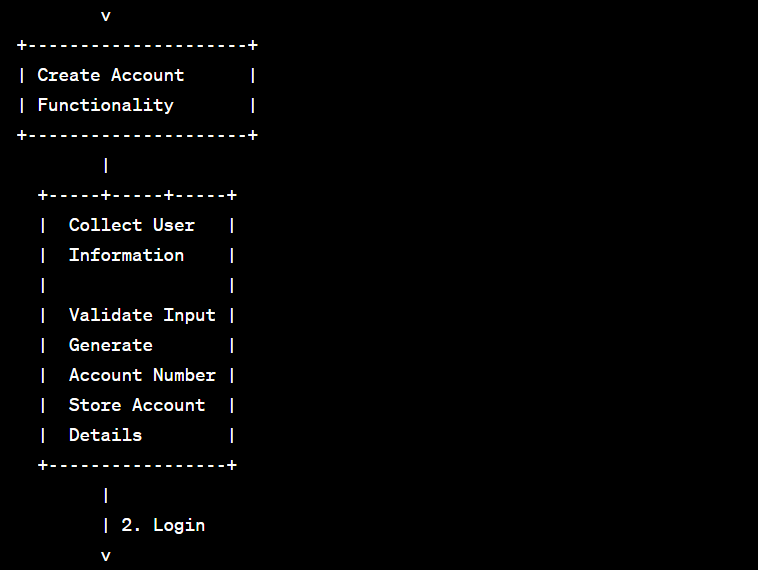 v
+---------------------+
| Create Account      |
| Functionality       |
+---------------------+
        |
  +-----+-----+-----+
  |  Collect User   |
  |  Information    |
  |                 |
  |  Validate Input |
  |  Generate       |
  |  Account Number |
  |  Store Account  |
  |  Details        |
  +-----------------+
        |
        | 2. Login
        v